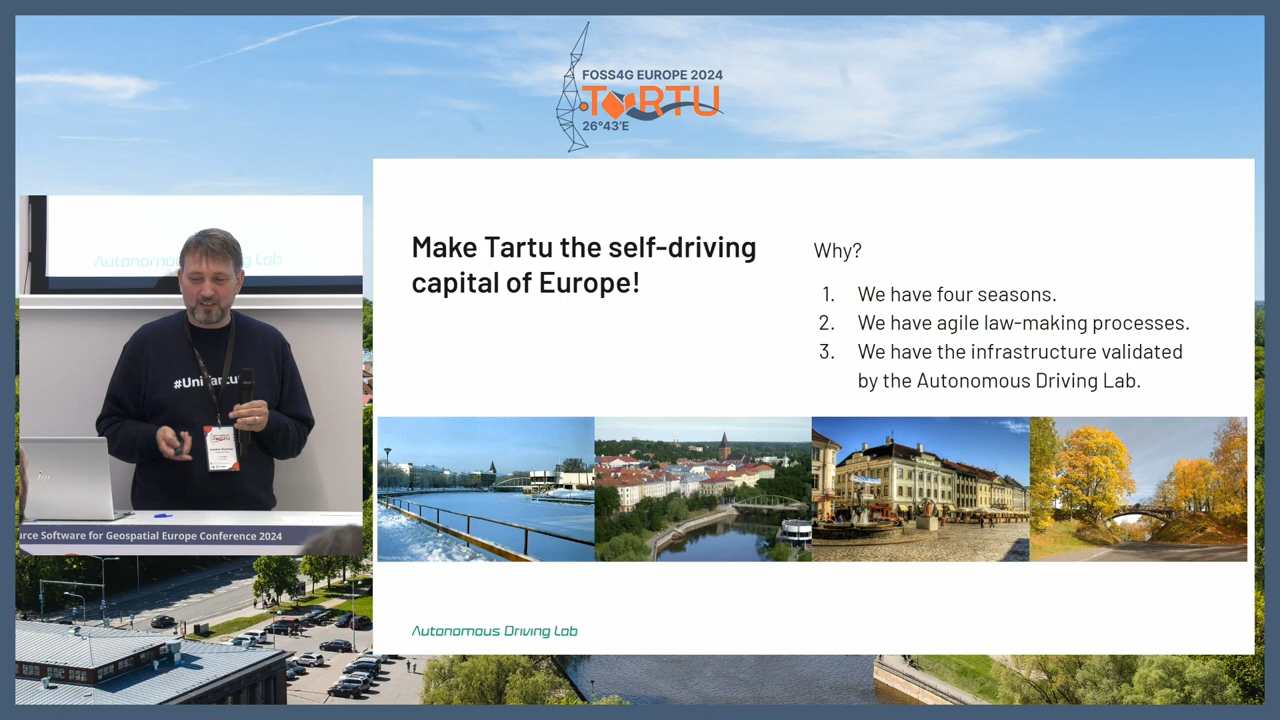 FOSS4G EUROPE 2024
TARTU
26°43'E
Make Tartu the self-driving
capital of Europe!
Why?
1. We have four seasons.
2. We have agile law-making processes.
3. We have the infrastructure validated
by the Autonomous Driving Lab.
Autonomous Driving Lab
#UniTartu
hp
urce Software for Geospatial Europe Conference 2024
Autonomous Driving Lab